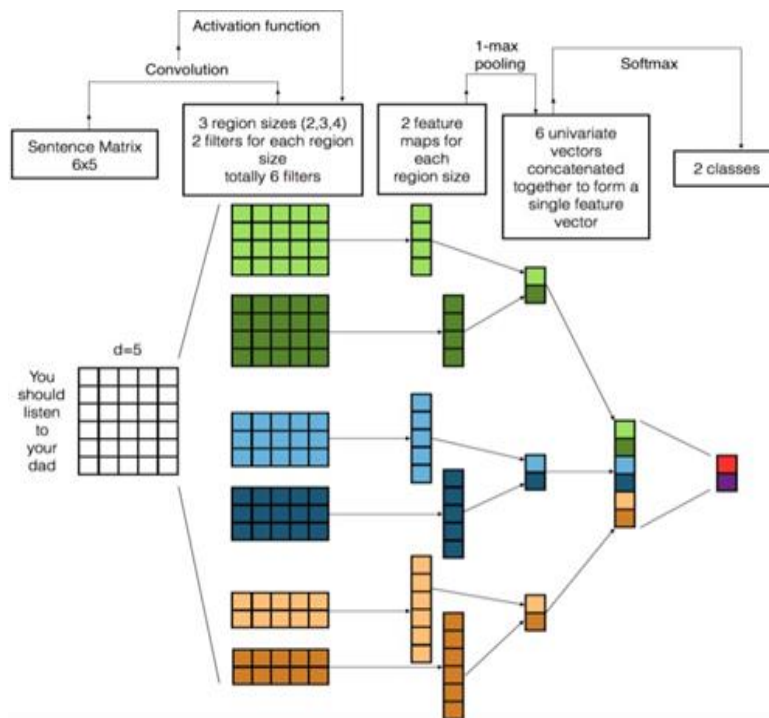 Activation function
Convolution
1-max
pooling
Softmax
Sentence Matrix
6x5
3 region sizes (2,3,4)
2 filters for each region
size
totally 6 filters
2 feature
maps for
each
region size
6 univariate
vectors
concatenated
together to form a
single feature
vector
2 classes
d=5
You
should
listen
to
your
dad